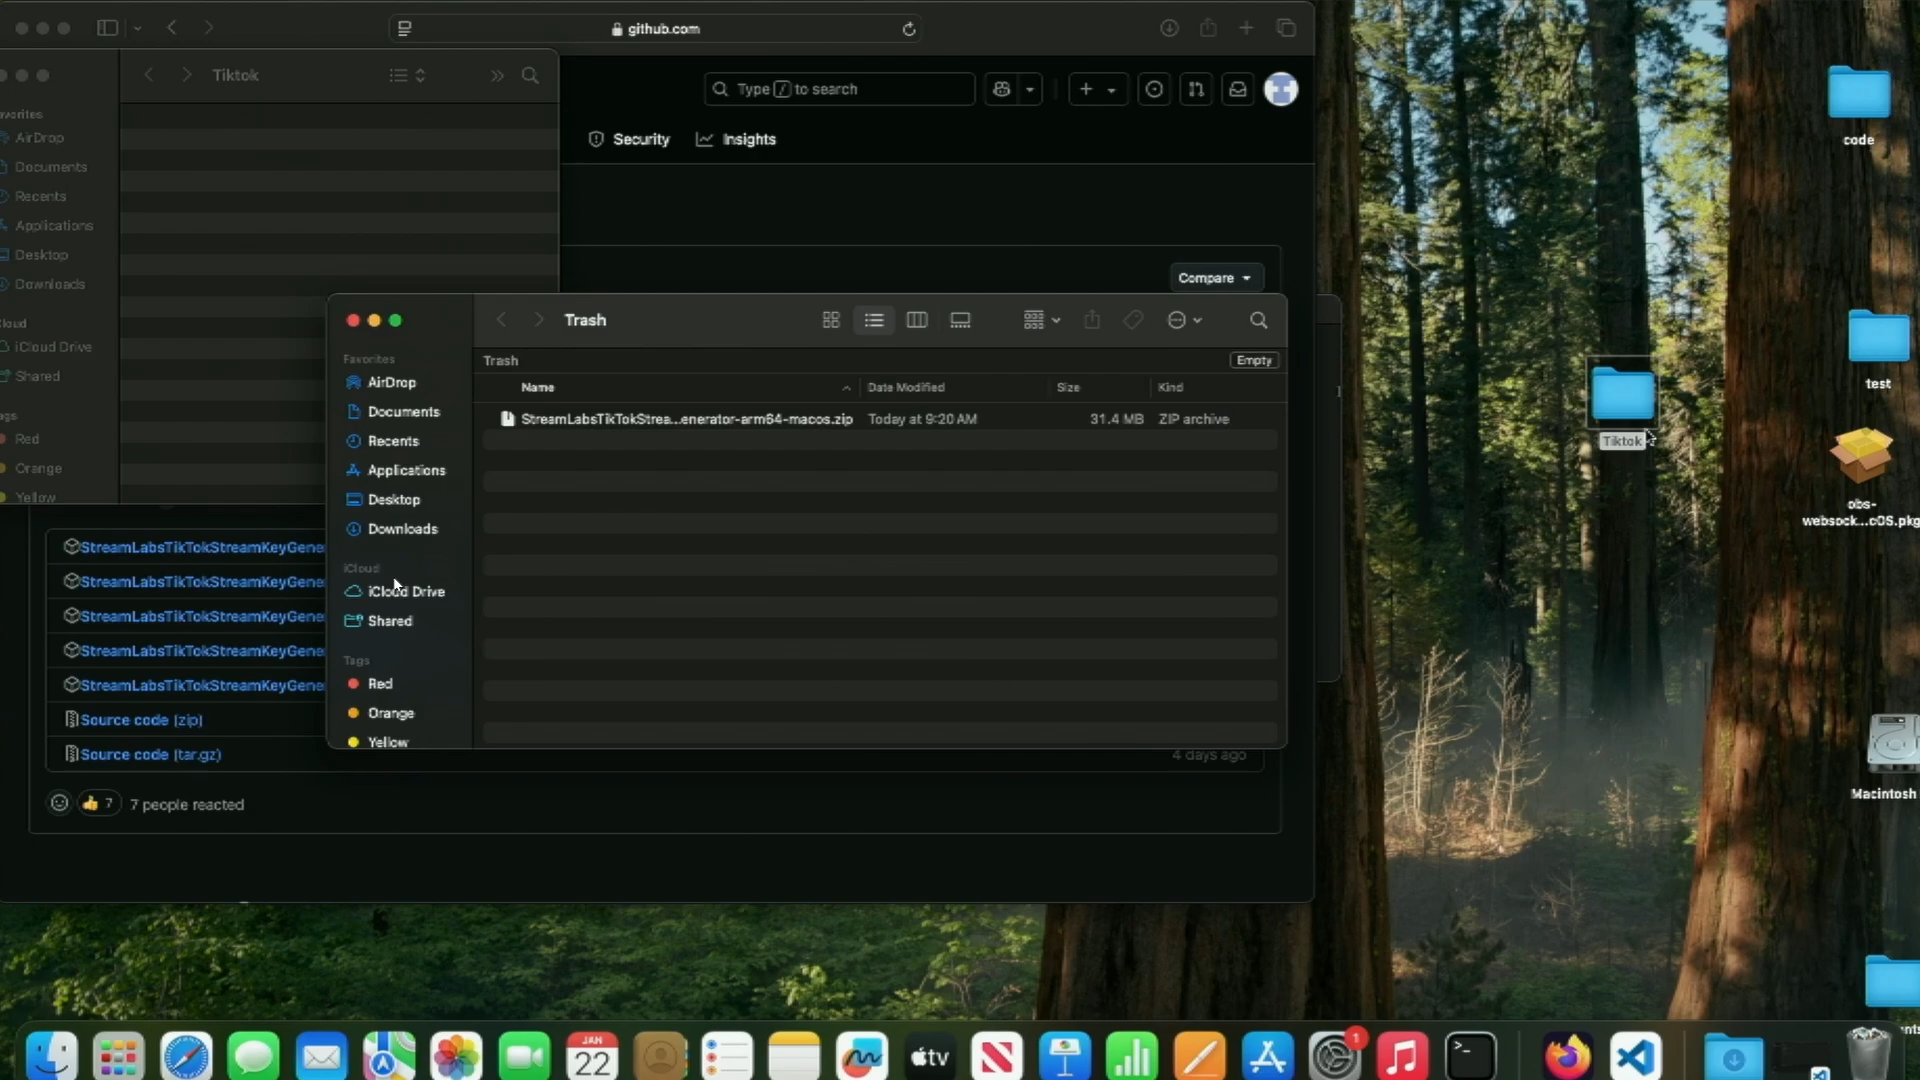 github.com
Tiktok
Type / to search
Security
Insights
Compare
AirDrop
Documents
Recents
Applications
Desktop
Downloads
iCloud Drive
Shared
Red
Orange
Yellow
Trash
Trash
Empty
Name
Date Modified
Size
Kind
StreamLabsTikTokStrea...enerator-arm64-macos.zip
Today at 9:20 AM
31.4 MB
ZIP archive
Favorites
AirDrop
Documents
Recents
Applications
Desktop
Downloads
iCloud
iCloud Drive
Shared
Tags
Red
Orange
Yellow
StreamLabsTikTokStreamKeyGene
StreamLabsTikTokStreamKeyGene
StreamLabsTikTokStreamKeyGene
StreamLabsTikTokStreamKeyGene
StreamLabsTikTokStreamKeyGene
Source code (zip)
Source code (tar.gz)
4 days ago
7
7 people reacted
code
test
Tiktok
obs-
websock...cOS.pkg
Macintosh
JAN
22
tv
1